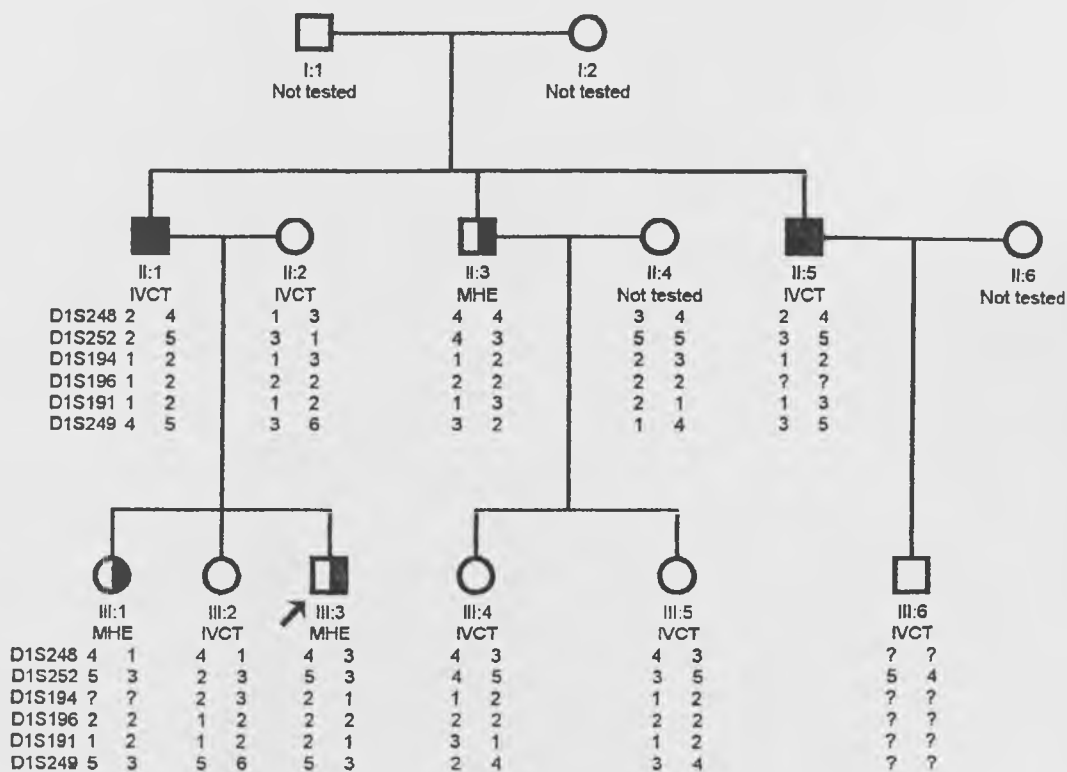 I:1 I:2
Not tested Not tested
II:1 II:2 II:3 II:4 II:5 II:6
IVCT IVCT MHE Not tested IVCT Not tested
D1S248 2 4 1 3 4 4 3 4 2 4
D1S252 2 5 3 1 4 3 5 5 3 5
D1S194 1 2 1 3 1 2 2 3 1 2
D1S196 1 2 2 2 2 2 2 2 ? ?
D1S191 1 2 1 2 1 3 2 1 1 3
D1S249 4 5 3 6 3 2 1 4 3 5
III:1 III:2 III:3 III:4 III:5 III:6
MHE IVCT MHE IVCT IVCT IVCT
D1S248 4 1 4 1 4 3 4 3 4 3 ? ?
D1S252 5 3 2 3 5 3 4 5 3 5 5 4
D1S194 ? ? 2 3 2 1 1 2 1 2 ? ?
D1S196 2 2 1 2 2 2 2 2 2 2 ? ?
D1S191 1 2 1 2 2 1 3 1 1 2 ? ?
D1S249 5 3 5 6 5 3 2 4 3 4 ? ?